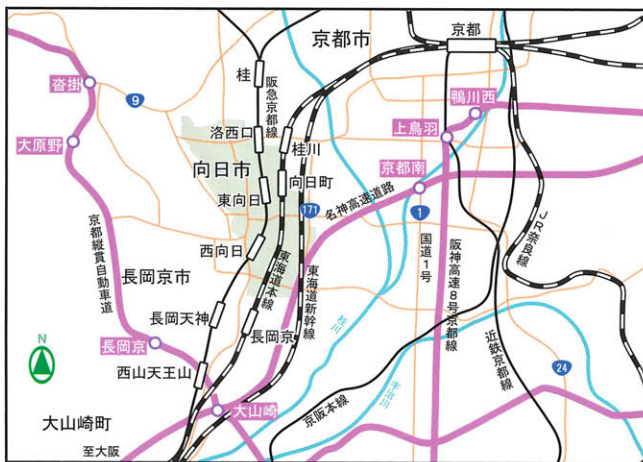 京都市
京都
桂
阪急京都線
沓掛
9
鴨川西
上鳥羽
大原野
洛西口
桂川
向日市
京都南
向日町
東向日
171
名神高速道路
1
国道1号
JR奈良線
京都縦貫自動車道
西向日
東海道本線
東海道新幹線
阪神高速8号京都線
長岡京市
長岡天神
長岡京
桂川
長岡京
N
近鉄京都線
24
西山天王山
宇治川
大山崎
京阪本線
大山崎町
至大阪